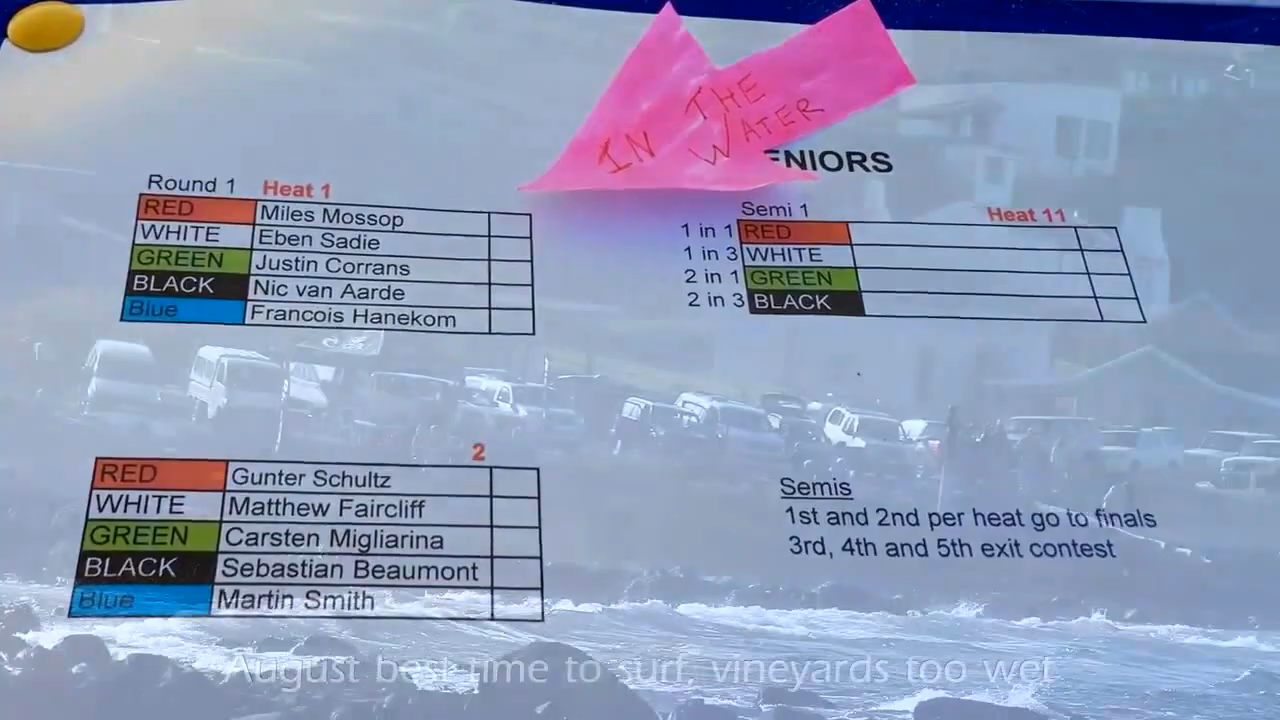 IN THE
WATER
ENIORS
Round 1 Heat 1
RED Miles Mossop
WHITE Eben Sadie
GREEN Justin Corrans
BLACK Nic van Aarde
Blue Francois Hanekom
Semi 1 Heat 11
1 in 1 RED
1 in 3 WHITE
2 in 1 GREEN
2 in 3 BLACK
2
RED Gunter Schultz
WHITE Matthew Faircliff
GREEN Carsten Migliarina
BLACK Sebastian Beaumont
Blue Martin Smith
Semis
1st and 2nd per heat go to finals
3rd, 4th and 5th exit contest
August best time to surf, vineyards too wet